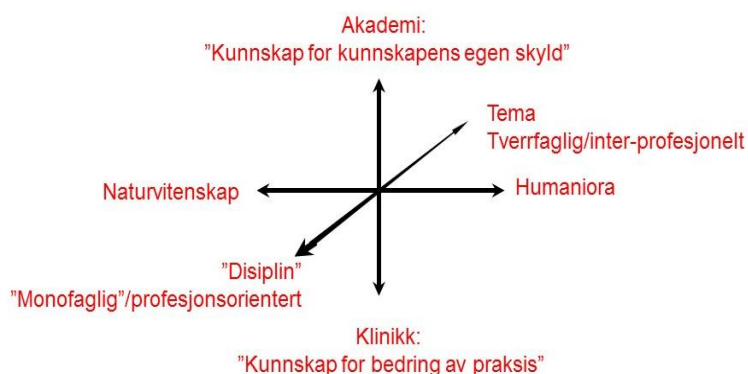 Akademi:
”Kunnskap for kunnskapens egen skyld”
Tema
Tverrfaglig/inter-profesjonelt
Naturvitenskap
Humaniora
”Disiplin”
”Monofaglig”/profesjonsorientert
Klinikk:
”Kunnskap for bedring av praksis”